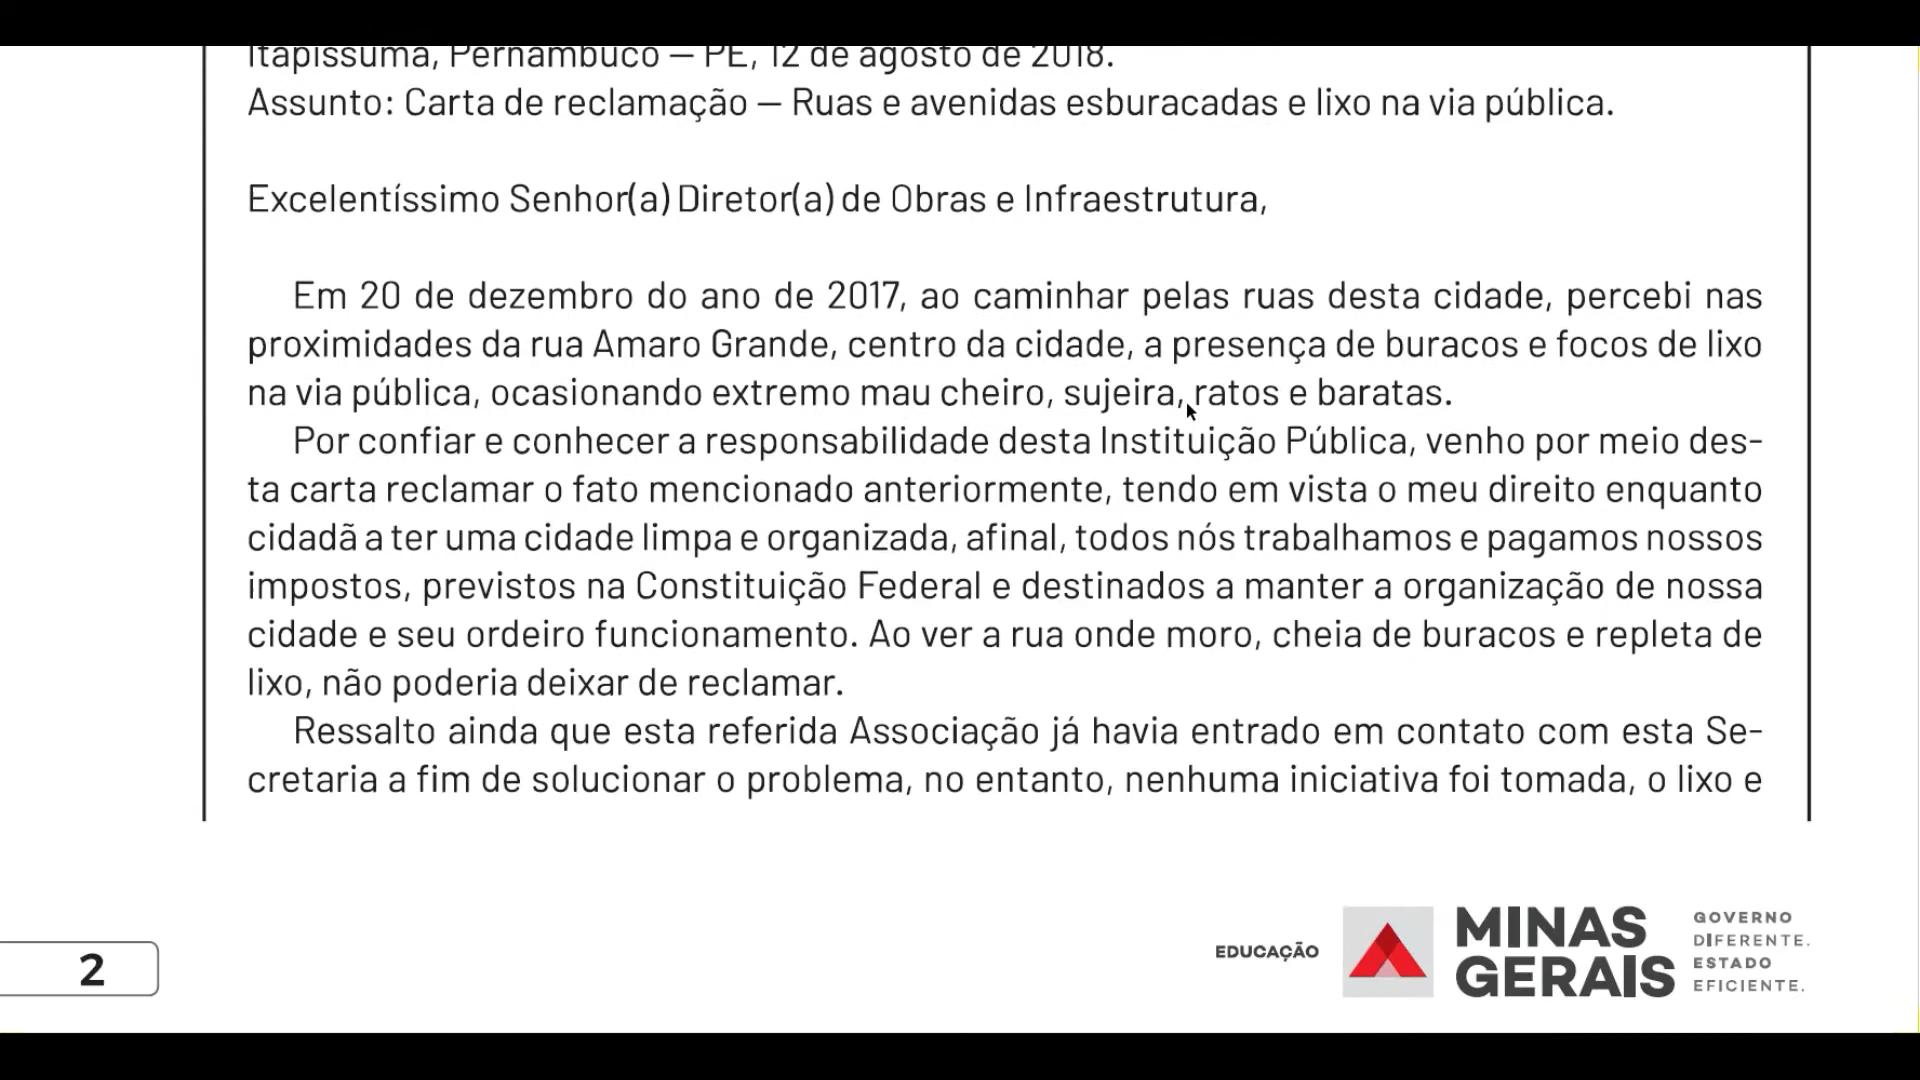 Itapissuma, Pernambuco — PE, 12 de agosto de 2018.
Assunto: Carta de reclamação — Ruas e avenidas esburacadas e lixo na via pública.
Excelentíssimo Senhor(a) Diretor(a) de Obras e Infraestrutura,
Em 20 de dezembro do ano de 2017, ao caminhar pelas ruas desta cidade, percebi nas
proximidades da rua Amaro Grande, centro da cidade, a presença de buracos e focos de lixo
na via pública, ocasionando extremo mau cheiro, sujeira, ratos e baratas.
Por confiar e conhecer a responsabilidade desta Instituição Pública, venho por meio des-
ta carta reclamar o fato mencionado anteriormente, tendo em vista o meu direito enquanto
cidadã a ter uma cidade limpa e organizada, afinal, todos nós trabalhamos e pagamos nossos
impostos, previstos na Constituição Federal e destinados a manter a organização de nossa
cidade e seu ordeiro funcionamento. Ao ver a rua onde moro, cheia de buracos e repleta de
lixo, não poderia deixar de reclamar.
Ressalto ainda que esta referida Associação já havia entrado em contato com esta Se-
cretaria a fim de solucionar o problema, no entanto, nenhuma iniciativa foi tomada, o lixo e
2
EDUCAÇÃO
MINAS
GERAIS
GOVERNO
DIFERENTE.
ESTADO
EFICIENTE.